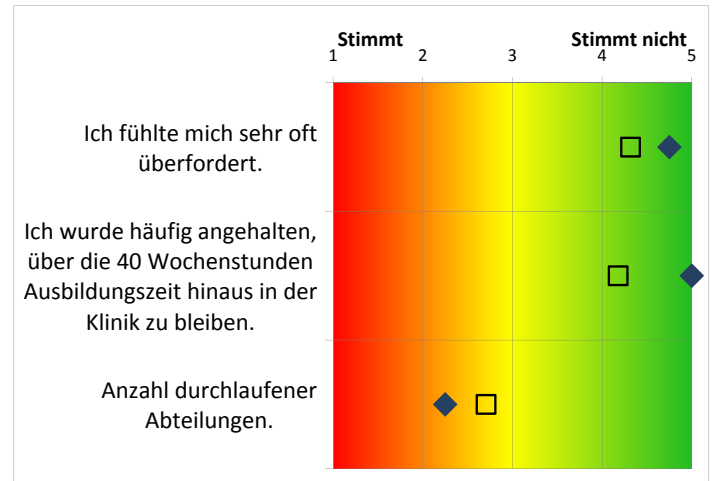 Stimmt Stimmt nicht
1 2 3 4 5
Ich fühlte mich sehr oft
überfordert.
Ich wurde häufig angehalten,
über die 40 Wochenstunden
Ausbildungszeit hinaus in der
Klinik zu bleiben.
Anzahl durchlaufener
Abteilungen.